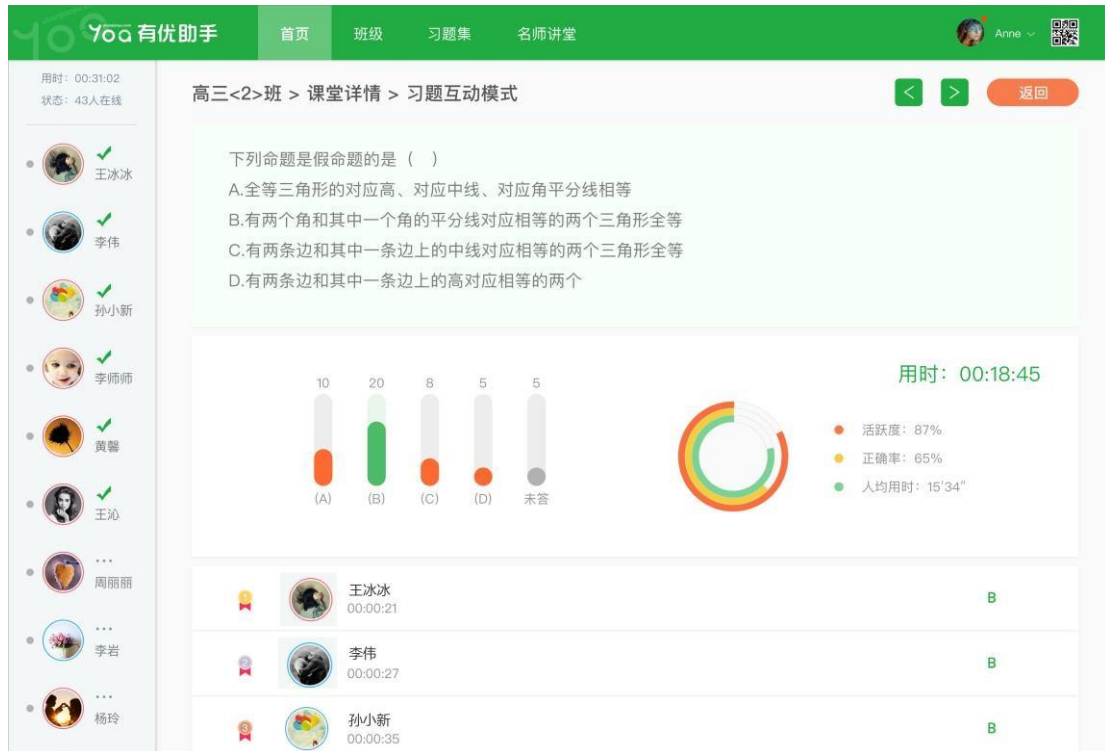 Yoa 有优助手
首页
班级
习题集
名师讲堂
Anne
用时：00:31:02
状态：43人在线
王冰冰
李伟
孙小新
李师师
黄馨
王沁
...
周丽丽
...
李岩
...
杨玲
高三<2>班 > 课堂详情 > 习题互动模式
< >
返回
下列命题是假命题的是（ ）
A.全等三角形的对应高、对应中线、对应角平分线相等
B.有两个角和其中一个角的平分线对应相等的两个三角形全等
C.有两条边和其中一条边上的中线对应相等的两个三角形全等
D.有两条边和其中一条边上的高对应相等的两个
10 20 8 5 5
(A) (B) (C) (D) 未答
用时：00:18:45
活跃度：87%
正确率：65%
人均用时：15'34"
1
王冰冰
00:00:21
B
2
李伟
00:00:27
B
3
孙小新
00:00:35
B